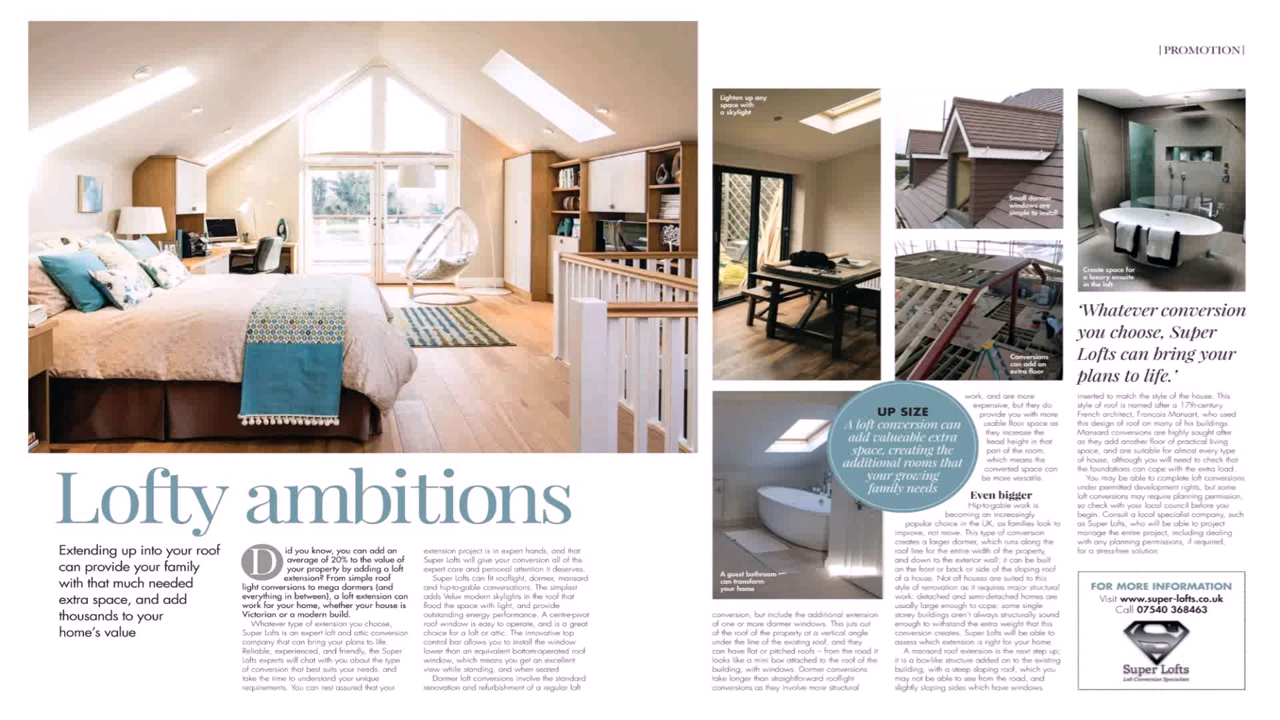 | PROMOTION |
Lighten up any
space with
a skylight
Small dormer
windows are
simple to install
Conversions
can add an
extra floor
Create space for
a luxury ensuite
in the loft
‘Whatever conversion
you choose, Super
Lofts can bring your
plans to life.’
Lofty ambitions
Extending up into your roof
can provide your family
with that much needed
extra space, and add
thousands to your
home’s value
Did you know, you can add an
average of 20% to the value of
your property by adding a loft
extension? From simple roof
light conversions to mega dormers (and
everything in between), a loft extension can
work for your home, whether your house is
Victorian or a modern build.
Whatever type of extension you choose,
Super Lofts is an expert loft and attic conversion
company that can bring your plans to life.
Reliable, experienced, and friendly, the Super
Lofts experts will chat with you about the type
of conversion that best suits your needs, and
take the time to understand your unique
requirements. You can rest assured that your
extension project is in expert hands, and that
Super Lofts will give your conversion all of the
expert care and personal attention it deserves.
Super Lofts can fit rooflight, dormer, mansard
and hip-to-gable conversions. The simplest
adds Velux modern skylights in the roof that
flood the space with light, and provide
outstanding energy performance. A centre-pivot
roof window is easy to operate, and is a great
choice for a loft or attic. The innovative top
control bar allows you to install the window
lower than an equivalent bottom-operated roof
window, which means you get an excellent
view while standing, and when seated.
Dormer loft conversions involve the standard
renovation and refurbishment of a regular loft
A guest bathroom
can transform
your home
UP SIZE
A loft conversion can
add valueable extra
space, creating the
additional rooms that
your growing
family needs
conversion, but include the additional extension
of one or more dormer windows. This juts out
of the roof of the property at a vertical angle
under the line of the existing roof, and they
can have flat or pitched roofs – from the road it
looks like a mini box attached to the roof of the
building, with windows. Dormer conversions
take longer than straightforward rooflight
conversions as they involve more structural
work, and are more
expensive, but they do
provide you with more
usable floor space as
they increase the
head height in that
part of the room,
which means the
converted space can
be more versatile.
Even bigger
Hip-to-gable work is
becoming an increasingly
popular choice in the UK, as families look to
improve, not move. This type of conversion
creates a larger dormer, which runs along the
roof line for the entire width of the property,
and down to the exterior wall; it can be built
on the front or back or side of the sloping roof
of a house. Not all houses are suited to this
style of renovation as it requires major structural
work; detached and semi-detached homes are
usually large enough to cope; some single
storey buildings aren’t always structurally sound
enough to withstand the extra weight that this
conversion creates. Super Lofts will be able to
assess which extension is right for your home.
A mansard roof extension is the next step up;
it is a box-like structure added on to the existing
building, with a steep sloping roof, which you
may not be able to see from the road, and
slightly sloping sides which have windows
inserted to match the style of the house. This
style of roof is named after a 17th-century
French architect, Francois Mansart, who used
this design of roof on many of his buildings.
Mansard conversions are highly sought after
as they add another floor of practical living
space, and are suitable for almost every type
of house, although you will need to check that
the foundations can cope with the extra load.
You may be able to complete loft conversions
under permitted development rights, but some
loft conversions may require planning permission,
so check with your local council before you
begin. Consult a local specialist company, such
as Super Lofts, who will be able to project
manage the entire project, including dealing
with any planning permissions, if required,
for a stress-free solution
FOR MORE INFORMATION
Visit www.super-lofts.co.uk
Call 07540 368463
Super Lofts
Loft Conversion Specialists